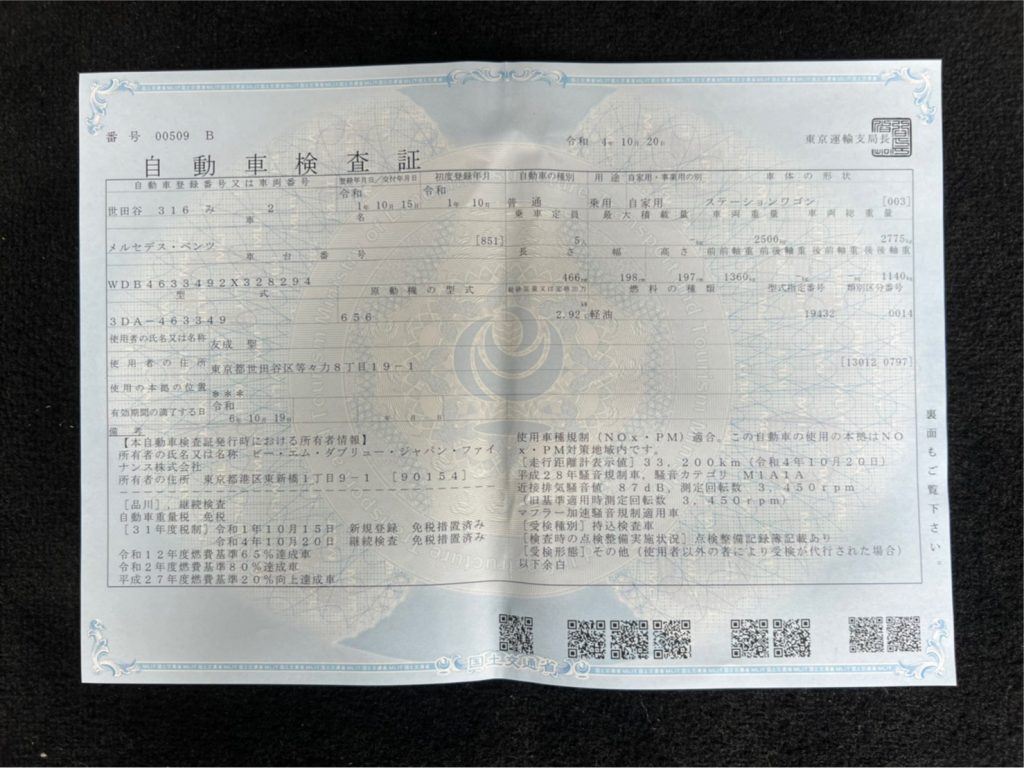 番号 00509 B
令和 4年10月20日
東京運輸支局長
自動車検査証
自動車登録番号又は車両番号 登録年月日/交付年月日 初度登録年月 自動車の種別 用途 自家用・事業用の別 車体の形状
世田谷 316 み 2 令和 1年10月15日 令和 1年10月 普通 乗用 自家用 ステーションワゴン [003]
車名 乗車定員 最大積載量 車両重量 車両総重量
メルセデス・ベンツ [851] 5人 2500kg 2775kg
車台番号 長さ 幅 高さ 前前軸重 前後軸重 後前軸重 後後軸重
WDB4633492X328294 466cm 198cm 197cm 1360kg -kg -kg 1140kg
型式 原動機の型式 総排気量又は定格出力 燃料の種類 型式指定番号 類別区分番号
3DA-463349 656 2.92 軽油 19432 0014
使用者の氏名又は名称 友成 聖
使用者の住所 東京都世田谷区等々力8丁目19-1 [13012 0797]
使用の本拠の位置 ***
有効期間の満了する日 令和 6年10月19日 年 月 日
備考
【本自動車検査証発行時における所有者情報】
所有者の氏名又は名称 ビー・エム・ダブリュー・ジャパン・ファイ
ナンス株式会社
所有者の住所 東京都港区東新橋1丁目9-1 [90154]
[品川],継続検査
自動車重量税 免税
[31年度税制]令和1年10月15日 新規登録 免税措置済み
令和4年10月20日 継続検査 免税措置済み
令和12年度燃費基準65%達成車
令和2年度燃費基準80%達成車
平成27年度燃費基準20%向上達成車
使用車種規制(NOx・PM)適合。この自動車の使用の本拠はNO
x・PM対策地域内です。
[走行距離計表示値]33,200km(令和4年10月20日)
平成28年騒音規制車、騒音カテゴリ M1A1A
近接排気騒音値 87dB,測定回転数 3,450rpm
(旧基準適用時測定回転数 3,450rpm)
マフラー加速騒音規制適用車
[受検種別]持込検査車
[検査時の点検整備実施状況]点検整備記録簿記載あり
[受検形態]その他(使用者以外の者により受検が代行された場合)
以下余白
裏面もご覧下さい。
国土交通省